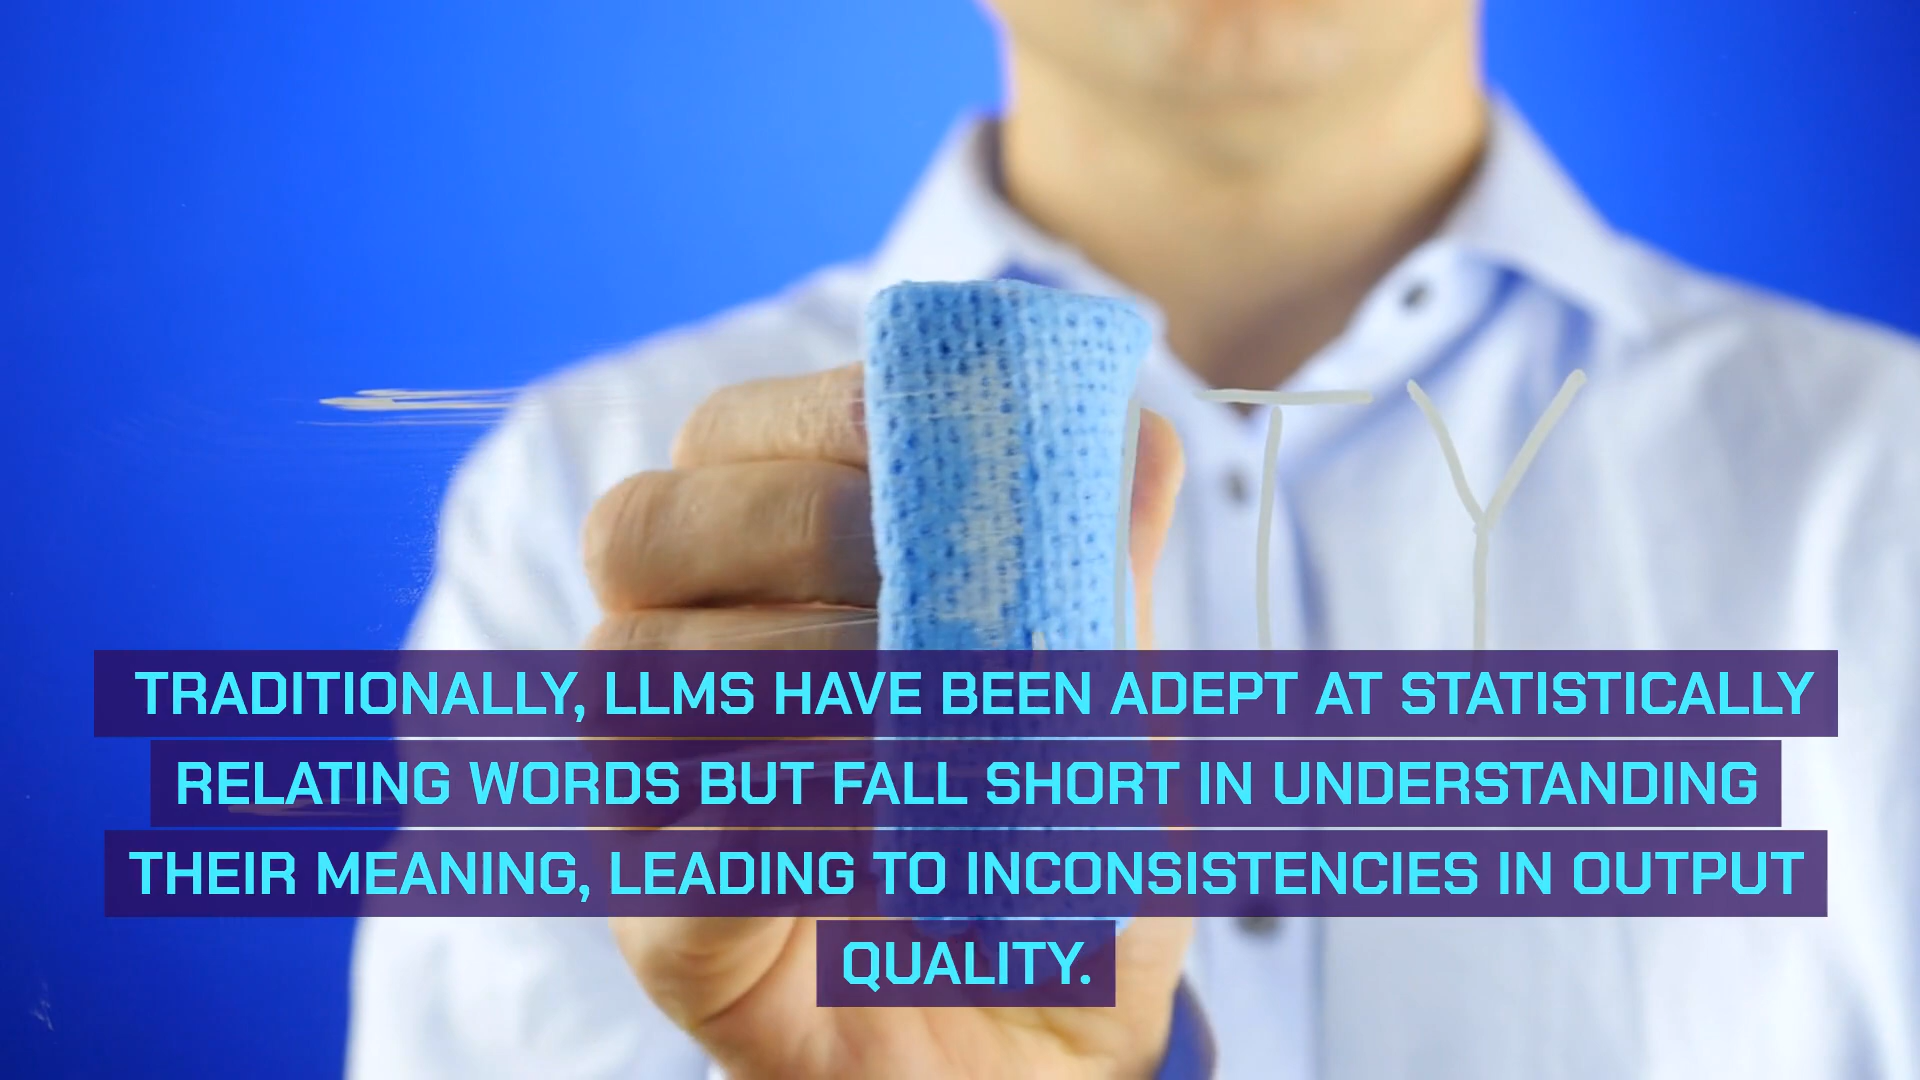 ITY
TRADITIONALLY, LLMS HAVE BEEN ADEPT AT STATISTICALLY
RELATING WORDS BUT FALL SHORT IN UNDERSTANDING
THEIR MEANING, LEADING TO INCONSISTENCIES IN OUTPUT
QUALITY.